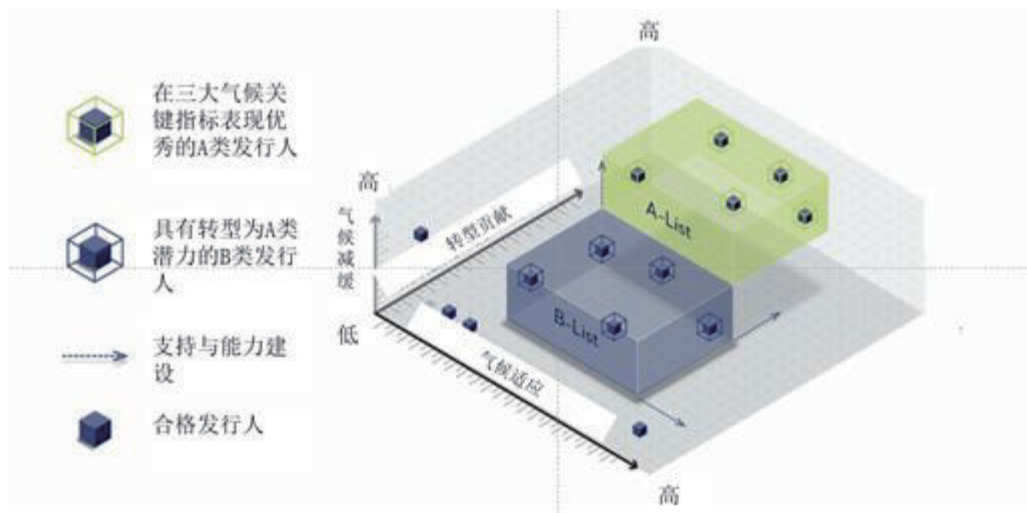 在三大气候关
键指标表现优
秀的A类发行人
具有转型为A类
潜力的B类发行
人
支持与能力建
设
合格发行人
高
高
气候减缓
低
转型贡献
气候适应
高
A-List
B-List